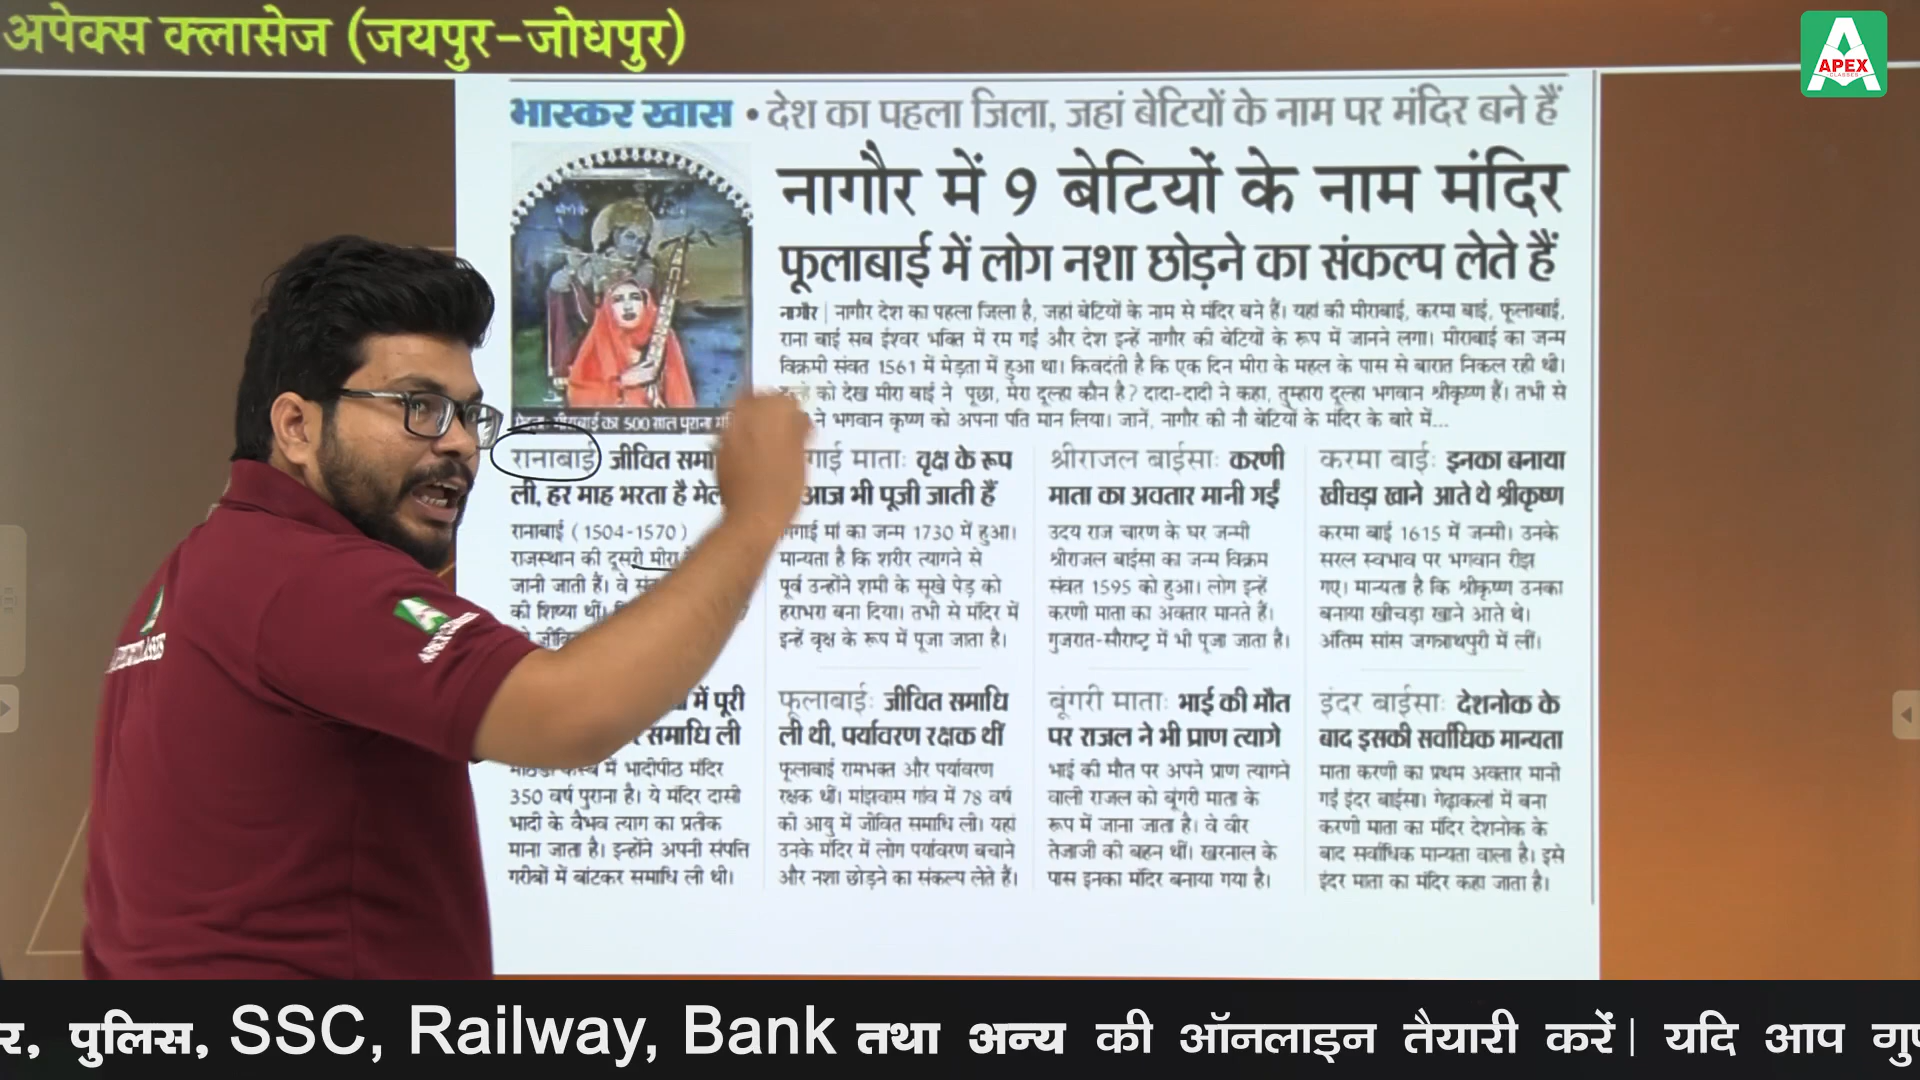 अपेक्स क्लासेज (जयपुर-जोधपुर)
APEX
CLASSES
भास्कर खास • देश का पहला जिला, जहां बेटियों के नाम पर मंदिर बने हैं
नागौर में 9 बेटियों के नाम मंदिर
फूलाबाई में लोग नशा छोड़ने का संकल्प लेते हैं
नागौर | नागौर देश का पहला जिला है, जहां बेटियों के नाम से मंदिर बने हैं। यहां की मीराबाई, करमा बाई, फूलाबाई,
राना बाई सब ईश्वर भक्ति में रम गईं और देश इन्हें नागौर की बेटियों के रूप में जानने लगा। मीराबाई का जन्म
विक्रमी संवत 1561 में मेड़ता में हुआ था। किवदंती है कि एक दिन मीरा के महल के पास से बारात निकल रही थी।
को देख मीरा बाई ने पूछा, मेरा दूल्हा कौन है? दादा-दादी ने कहा, तुम्हारा दूल्हा भगवान श्रीकृष्ण हैं। तभी से
ने भगवान कृष्ण को अपना पति मान लिया। जानें, नागौर की नौ बेटियों के मंदिर के बारे में...
मीराबाई का 500 साल पुराना
रानाबाई जीवित
ली, हर माह भरता है
रानाबाई (1504-1570)
राजस्थान की दूसरी मीरा
जानी जाती हैं। वे
की शिष्या थीं।
माता: वृक्ष के रूप
आज भी पूजी जाती हैं
मां का जन्म 1730 में हुआ।
मान्यता है कि शरीर त्यागने से
पूर्व उन्होंने शमी के सूखे पेड़ को
हराभरा बना दिया। तभी से मंदिर में
इन्हें वृक्ष के रूप में पूजा जाता है।
श्रीराजल बाईसा: करणी
माता का अवतार मानी गईं
उदय राज चारण के घर जन्मी
श्रीराजल बाईसा का जन्म विक्रम
संवत 1595 को हुआ। लोग इन्हें
करणी माता का अवतार मानते हैं।
गुजरात-सौराष्ट्र में भी पूजा जाता है।
करमा बाई: इनका बनाया
खीचड़ा खाने आते थे श्रीकृष्ण
करमा बाई 1615 में जन्मी। उनके
सरल स्वभाव पर भगवान रीझ
गए। मान्यता है कि श्रीकृष्ण उनका
बनाया खीचड़ा खाने आते थे।
अंतिम सांस जगन्नाथपुरी में लीं।
में पूरी
समाधि ली
में भादीपीठ मंदिर
350 वर्ष पुराना है। ये मंदिर दासी
भादी के वैभव त्याग का प्रतीक
माना जाता है। इन्होंने अपनी संपत्ति
गरीबों में बांटकर समाधि ली थी।
फूलाबाई: जीवित समाधि
ली थी, पर्यावरण रक्षक थीं
फूलाबाई रामभक्त और पर्यावरण
रक्षक थीं। मांझवास गांव में 78 वर्ष
की आयु में जीवित समाधि ली। यहां
उनके मंदिर में लोग पर्यावरण बचाने
और नशा छोड़ने का संकल्प लेते हैं।
बूंगरी माता: भाई की मौत
पर राजल ने भी प्राण त्यागे
भाई की मौत पर अपने प्राण त्यागने
वाली राजल को बूंगरी माता के
रूप में जाना जाता है। वे वीर
तेजाजी की बहन थीं। खरनाल के
पास इनका मंदिर बनाया गया है।
इंदर बाईसा: देशनोक के
बाद इसकी सर्वाधिक मान्यता
माता करणी का प्रथम अवतार मानी
गईं इंदर बाईसा। गेढ़ाकलां में बना
करणी माता का मंदिर देशनोक के
बाद सर्वाधिक मान्यता वाला है। इसे
इंदर माता का मंदिर कहा जाता है।
र, पुलिस, SSC, Railway, Bank तथा अन्य की ऑनलाइन तैयारी करें| यदि आप